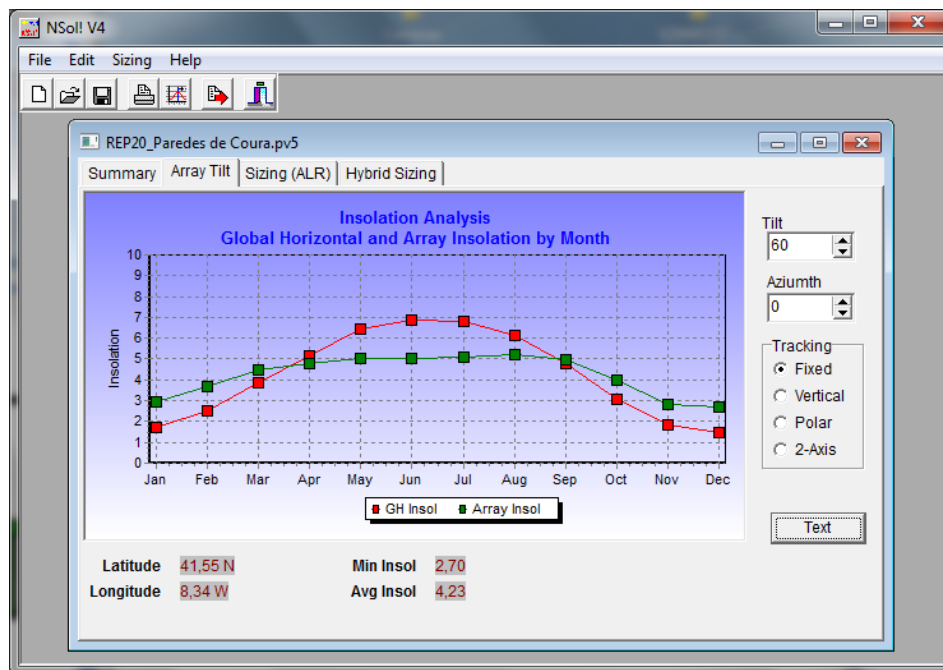 NSol! V4
File Edit Sizing Help
REP20_Paredes de Coura.pv5
Summary Array Tilt Sizing (ALR) Hybrid Sizing
Insolation Analysis
Global Horizontal and Array Insolation by Month
Insolation
10
9
8
7
6
5
4
3
2
1
0
Jan Feb Mar Apr May Jun Jul Aug Sep Oct Nov Dec
GH Insol Array Insol
Tilt
60
Aziumth
0
Tracking
Fixed
Vertical
Polar
2-Axis
Text
Latitude 41,55 N Min Insol 2,70
Longitude 8,34 W Avg Insol 4,23